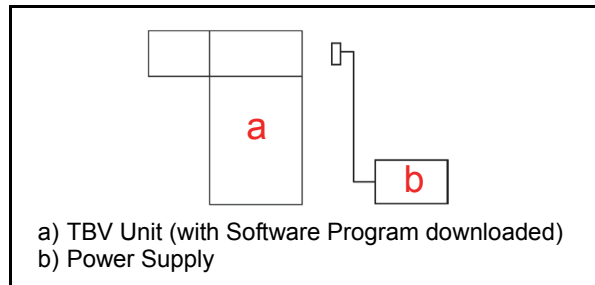 a
b
a) TBV Unit (with Software Program downloaded)
b) Power Supply